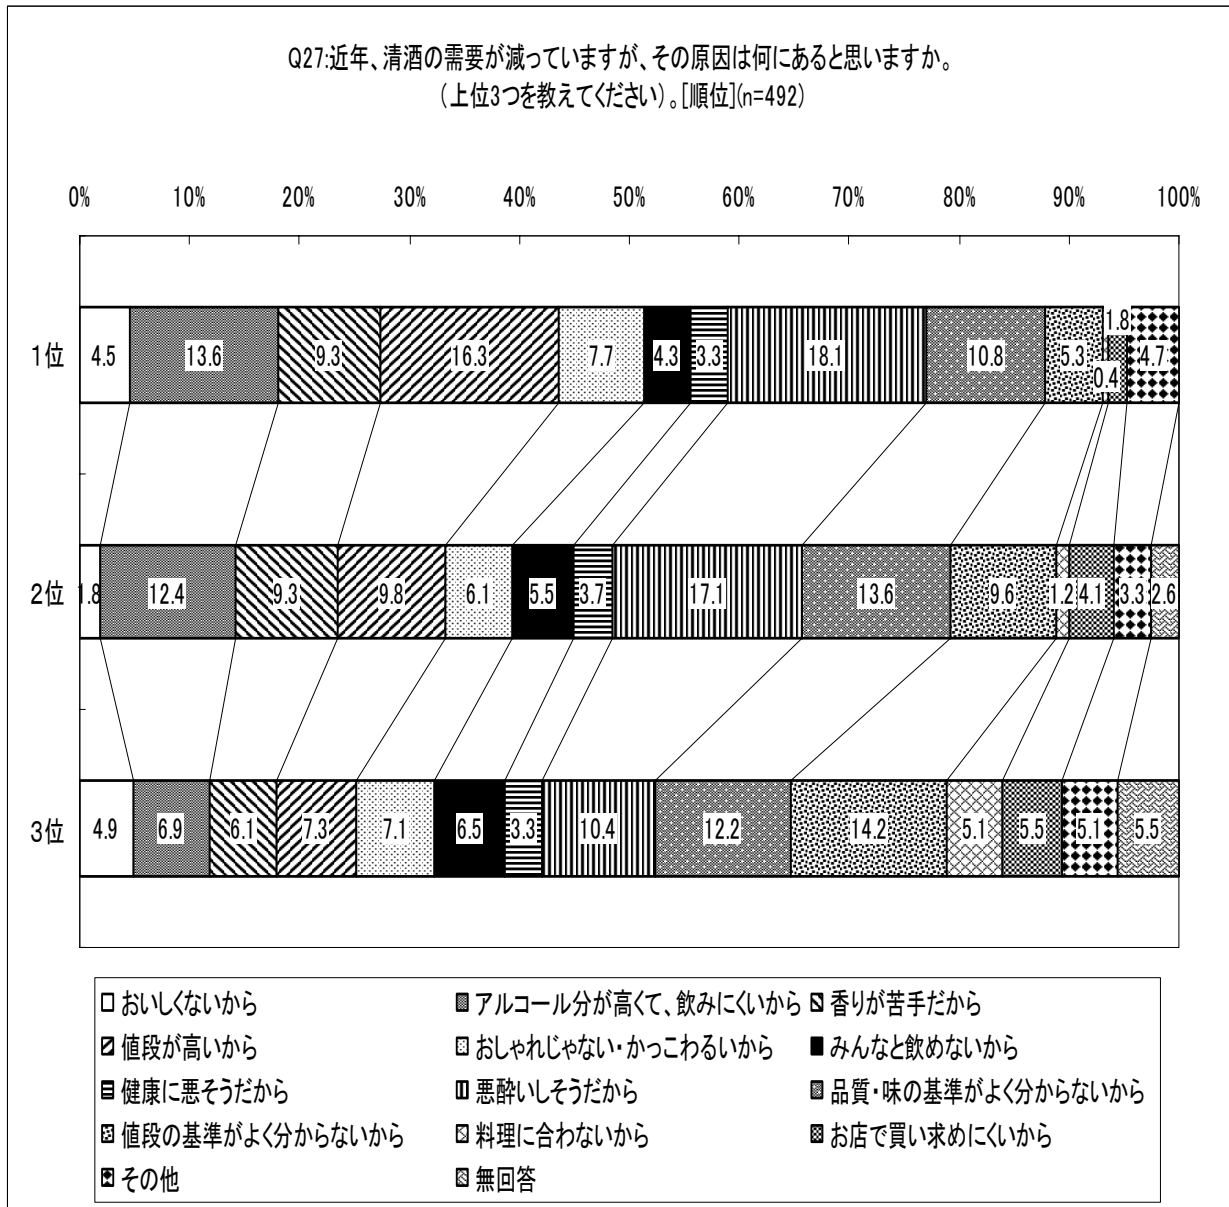 Q27:近年、清酒の需要が減っていますが、その原因は何にあると思いますか。
(上位3つを教えてください)。[順位](n=492)
0% 10% 20% 30% 40% 50% 60% 70% 80% 90% 100%
1位 4.5 13.6 9.3 16.3 7.7 4.3 3.3 18.1 10.8 5.3 0.4 1.8 4.7
2位 1.8 12.4 9.3 9.8 6.1 5.5 3.7 17.1 13.6 9.6 1.2 4.1 3.3 2.6
3位 4.9 6.9 6.1 7.3 7.1 6.5 3.3 10.4 12.2 14.2 5.1 5.5 5.1 5.5
おいしくないから アルコール分が高くて、飲みにくいから 香りが苦手だから
値段が高いから おしゃれじゃない・かっこわるいから みんなと飲めないから
健康に悪そうだから 悪酔いしそうだから 品質・味の基準がよく分からないから
値段の基準がよく分からないから 料理に合わないから お店で買い求めにくいから
その他 無回答